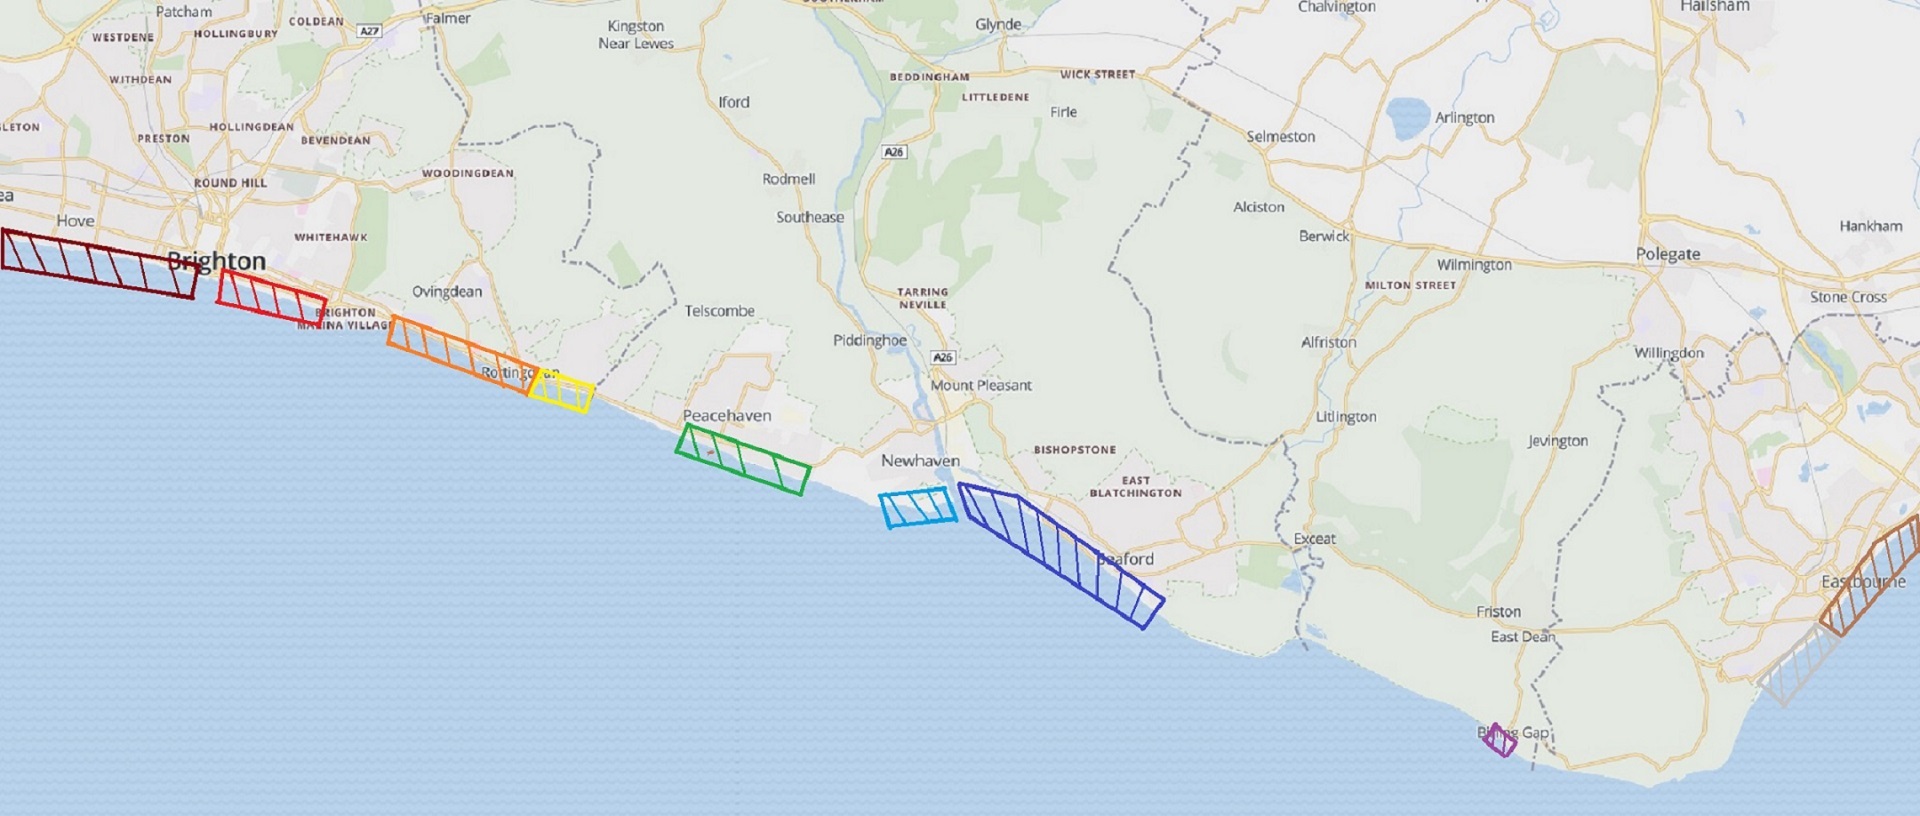 Patcham
COLDEAN
Falmer
Kingston
Near Lewes
Glynde
Chalvington
Hailsham
WESTDENE
HOLLINGBURY
A27
WITHDEAN
BEDDINGHAM
WICK STREET
LITTLEDENE
Iford
Firle
Arlington
HOLLINGDEAN
PRESTON
BEVENDEAN
Selmeston
A26
WOODINGDEAN
ROUND HILL
Rodmell
Southease
Alciston
Hove
WHITEHAWK
Berwick
Hankham
Polegate
Brighton
Wilmington
MILTON STREET
Ovingdean
TARRING
NEVILLE
Stone Cross
Telscombe
BRIGHTON
MARINA VILLAGE
Piddinghoe
Alfriston
Willingdon
A26
Rottingdean
Mount Pleasant
Peacehaven
Litlington
Jevington
BISHOPSTONE
Newhaven
EAST
BLATCHINGTON
Exceat
Seaford
Eastbourne
Friston
East Dean
Birling Gap